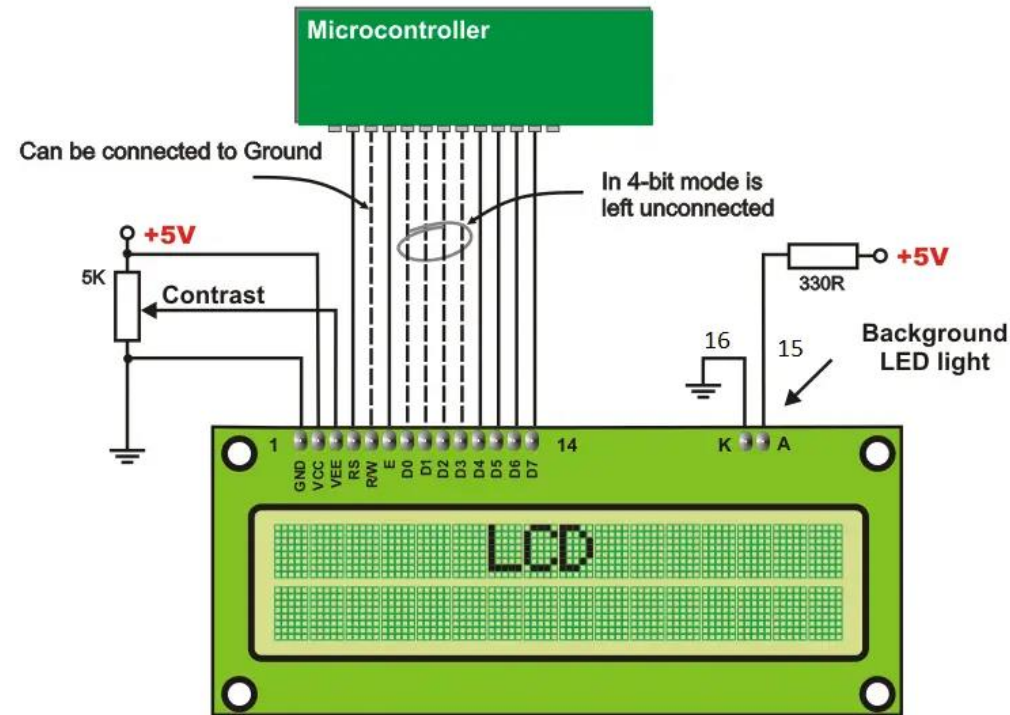 Microcontroller
Can be connected to Ground
In 4-bit mode is
left unconnected
+5V
5K
Contrast
+5V
330R
16
15
Background
LED light
1
14
K
A
GND
VCC
VEE
RS
R/W
E
D0
D1
D2
D3
D4
D5
D6
D7
LCD